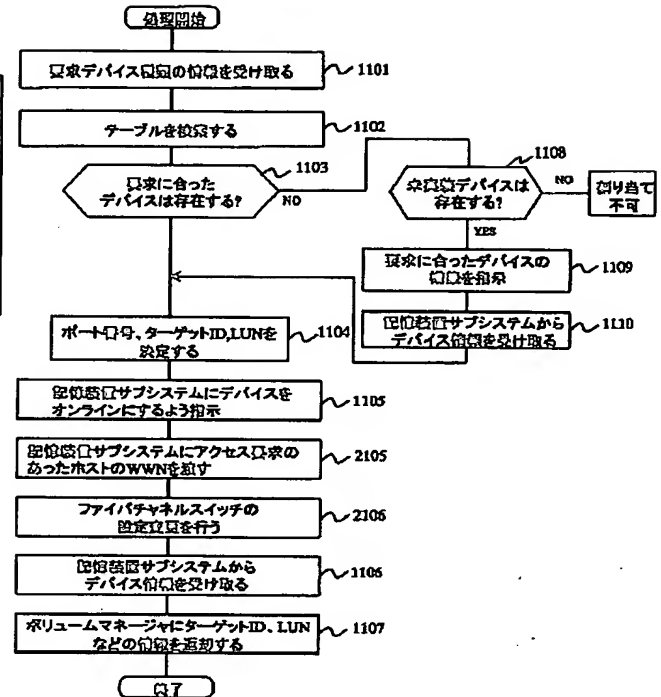 処理開始
要求デバイス種類の情報を受け取る
1101
テーブルを検索する
1102
要求に合った
デバイスは存在する?
1103
NO
未実装デバイスは
存在する?
1108
NO
割り当て
不可
YES
要求に合ったデバイスの
構築を指示
1109
記憶装置サブシステムから
デバイス情報を受け取る
1110
ポート番号、ターゲットID,LUNを
決定する
1104
記憶装置サブシステムにデバイスを
オンラインにするよう指示
1105
記憶装置サブシステムにアクセス要求の
あったホストのWWNを渡す
2105
ファイバチャネルスイッチの
設定変更を行う
2106
記憶装置サブシステムから
デバイス情報を受け取る
1106
ボリュームマネージャにターゲットID、LUN
などの情報を返却する
1107
終了